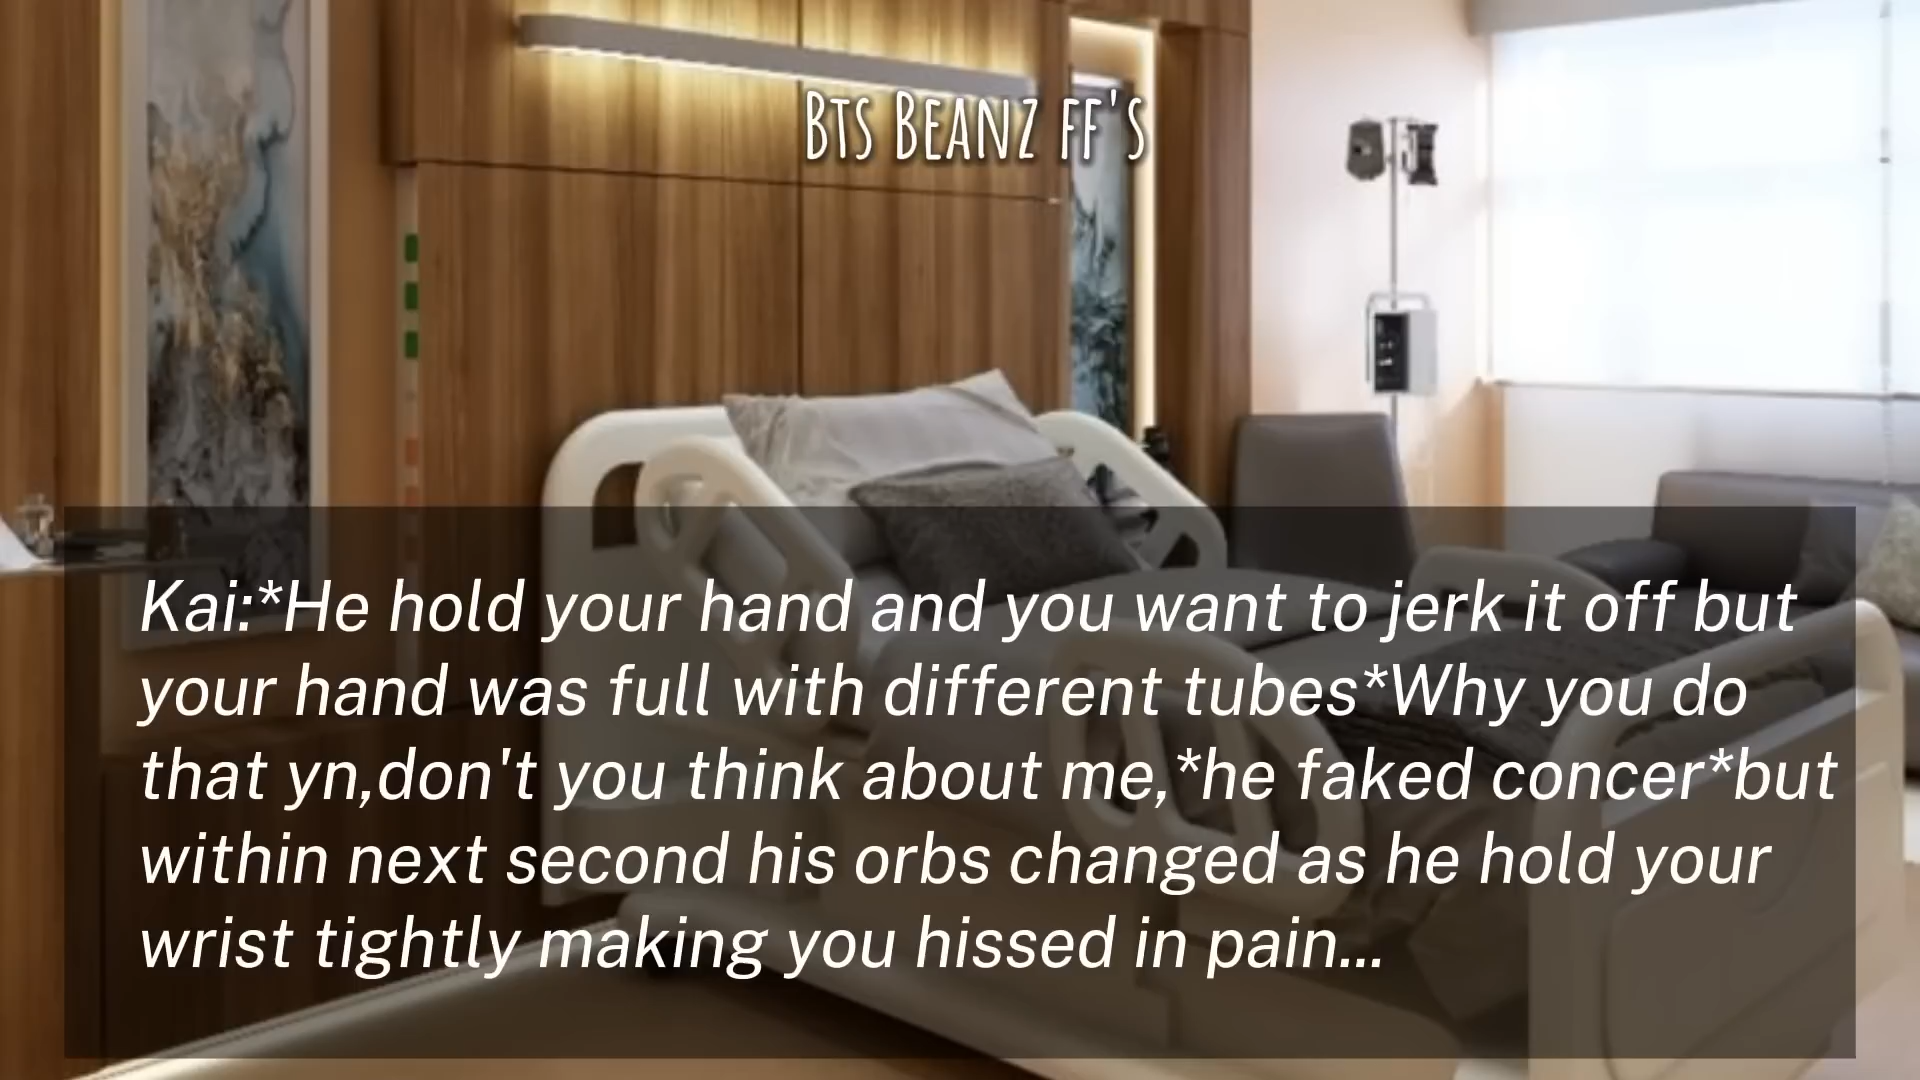 Bts Beanz ff's
Kai:*He hold your hand and you want to jerk it off but
your hand was full with different tubes*Why you do
that yn,don't you think about me,*he faked concer*but
within next second his orbs changed as he hold your
wrist tightly making you hissed in pain...